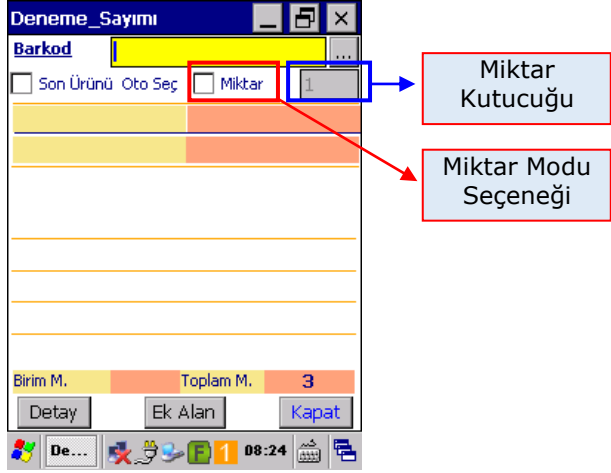 Deneme_Sayımı
Barkod
...
Son Ürünü Oto Seç
Miktar
1
Miktar
Kutucuğu
Miktar Modu
Seçeneği
Birim M.
Toplam M.
3
Detay
Ek Alan
Kapat
De...
F
1
08:24